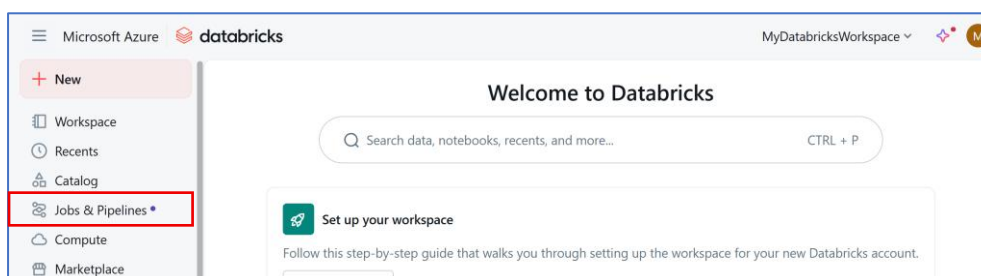 Microsoft Azure databricks MyDatabricksWorkspace M
New
Welcome to Databricks
Workspace
Search data, notebooks, recents, and more... CTRL + P
Recents
Catalog
Jobs & Pipelines
Set up your workspace
Compute
Follow this step-by-step guide that walks you through setting up the workspace for your new Databricks account.
Marketplace